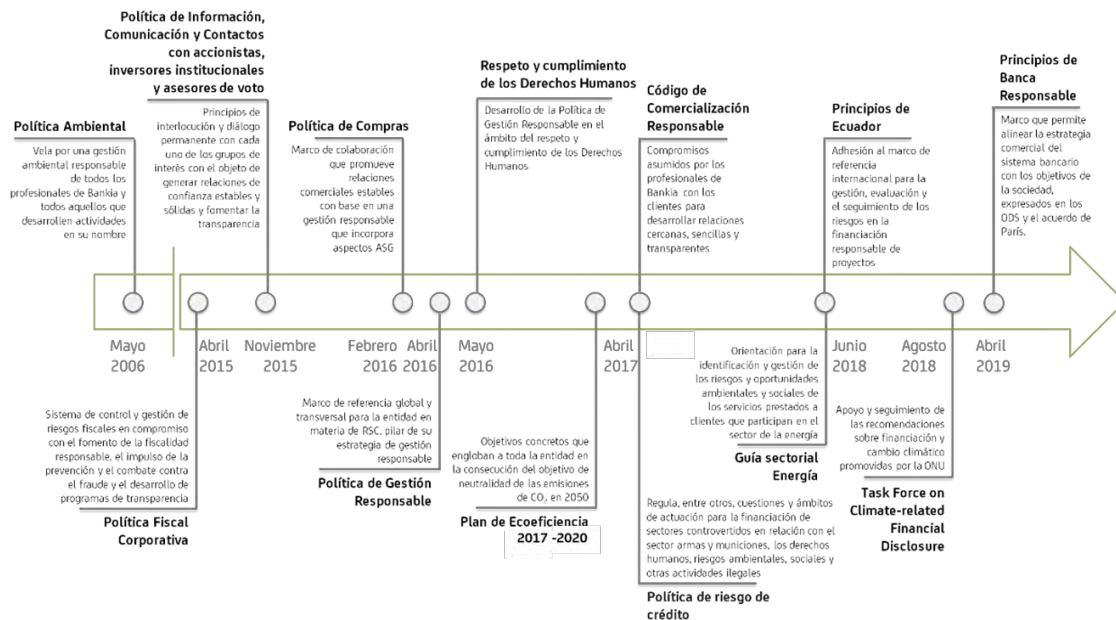 Política de Información,
Comunicación y Contactos
con accionistas,
inversores institucionales
y asesores de voto
Principios de
interlocución y diálogo
permanente con cada
uno de los grupos de
interés con el objeto de
generar relaciones de
confianza estables y
sólidas y fomentar la
transparencia
Política Ambiental
Vela por una gestión
ambiental responsable
de todos los
profesionales de Bankia y
todos aquellos que
desarrollen actividades
en su nombre
Política de Compras
Marco de colaboración
que promueve
relaciones
comerciales estables
con base en una
gestión responsable
que incorpora
aspectos ASG
Respeto y cumplimiento
de los Derechos Humanos
Desarrollo de la Política de
Gestión Responsable en el
ámbito del respeto y
cumplimiento de los Derechos
Humanos
Código de
Comercialización
Responsable
Compromisos
asumidos por los
profesionales de
Bankia con los
clientes para
desarrollar relaciones
cercanas, sencillas y
transparentes
Principios de
Ecuador
Adhesión al marco de
referencia
internacional para la
gestión, evaluación y
el seguimiento de los
riesgos en la
financiación
responsable de
proyectos
Principios de
Banca
Responsable
Marco que permite
alinear la estrategia
comercial del
sistema bancario
con los objetivos de
la sociedad,
expresados en los
ODS y el acuerdo de
París.
Mayo
2006
Abril
2015
Noviembre
2015
Febrero
2016
Abril
2016
Mayo
2016
Abril
2017
Junio
2018
Agosto
2018
Abril
2019
Sistema de control y gestión de
riesgos fiscales en compromiso
con el fomento de la fiscalidad
responsable, el impulso de la
prevención y el combate contra
el fraude y el desarrollo de
programas de transparencia
Política Fiscal
Corporativa
Marco de referencia global y
transversal para la entidad en
materia de RSC, pilar de su
estrategia de gestión
responsable
Política de Gestión
Responsable
Objetivos concretos que
engloban a toda la entidad en
la consecución del objetivo de
neutralidad de las emisiones
de CO₂ en 2050
Plan de Ecoeficiencia
2017 -2020
Regula, entre otros, cuestiones y ámbitos
de actuación para la financiación de
sectores controvertidos en relación con el
sector armas y municiones, los derechos
humanos, riesgos ambientales, sociales y
otras actividades ilegales
Política de riesgo de
crédito
Orientación para la
identificación y gestión de
los riesgos y oportunidades
ambientales y sociales de
los servicios prestados a
clientes que participan en el
sector de la energía
Guía sectorial
Energía
Apoyo y seguimiento de
las recomendaciones
sobre financiación y
cambio climático
promovidas por la ONU
Task Force on
Climate-related
Financial
Disclosure